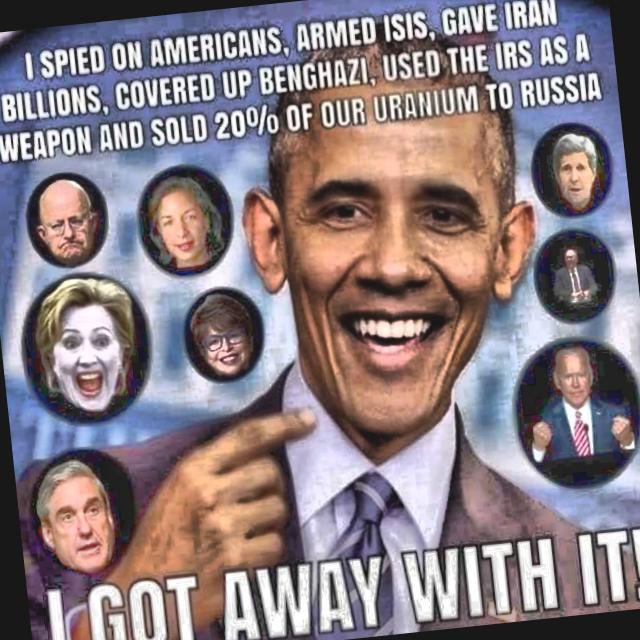 I SPIED ON AMERICANS, ARMED ISIS, GAVE IRAN
BILLIONS, COVERED UP BENGHAZI, USED THE IRS AS A
WEAPON AND SOLD 20% OF OUR URANIUM TO RUSSIA
I GOT AWAY WITH IT!